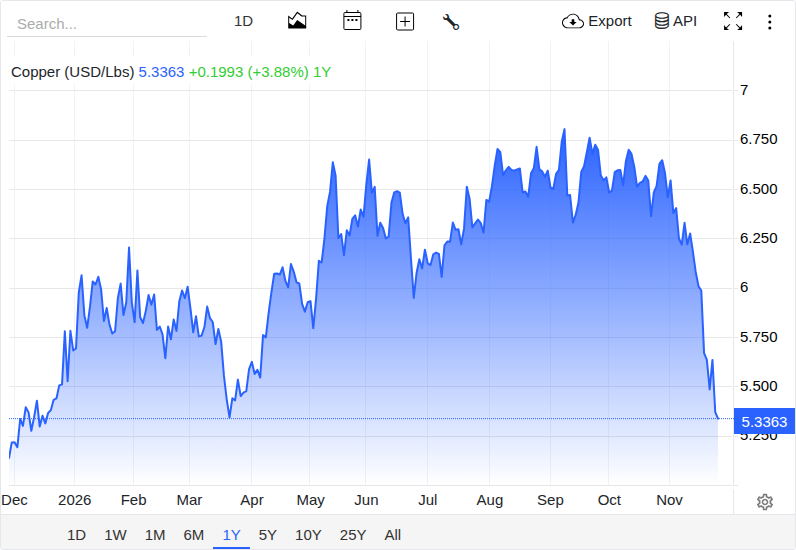 Search...
1D
Export
API
Copper (USD/Lbs) 5.3363 +0.1993 (+3.88%) 1Y
7
6.750
6.500
6.250
6
5.750
5.500
5.3363
5.250
Dec 2026 Feb Mar Apr May Jun Jul Aug Sep Oct Nov
1D 1W 1M 6M 1Y 5Y 10Y 25Y All